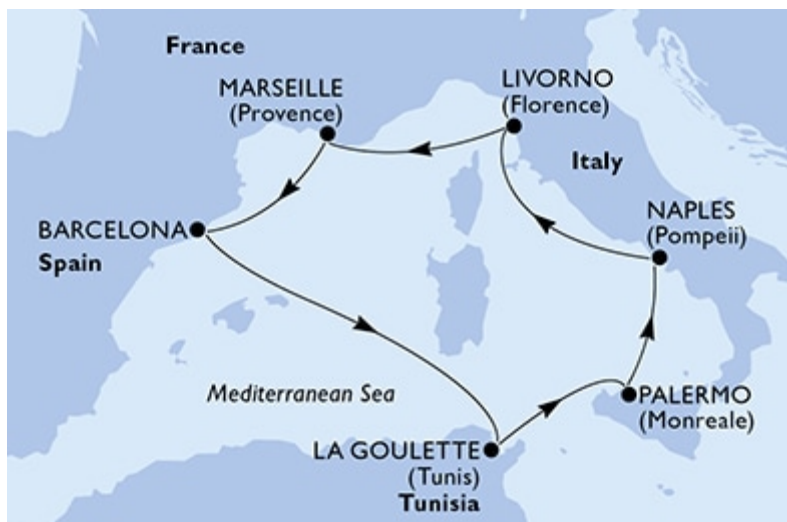 France
MARSEILLE
(Provence)
LIVORNO
(Florence)
Italy
NAPLES
(Pompeii)
BARCELONA
Spain
Mediterranean Sea
PALERMO
(Monreale)
LA GOULETTE
(Tunis)
Tunisia